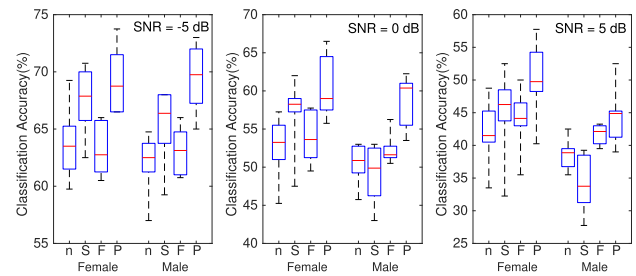 SNR = -5 dB
Classification Accuracy(%)
75
70
65
60
55
n S F P n S F P
Female Male
SNR = 0 dB
Classification Accuracy(%)
70
65
60
55
50
45
40
n S F P n S F P
Female Male
SNR = 5 dB
Classification Accuracy(%)
60
55
50
45
40
35
30
25
n S F P n S F P
Female Male